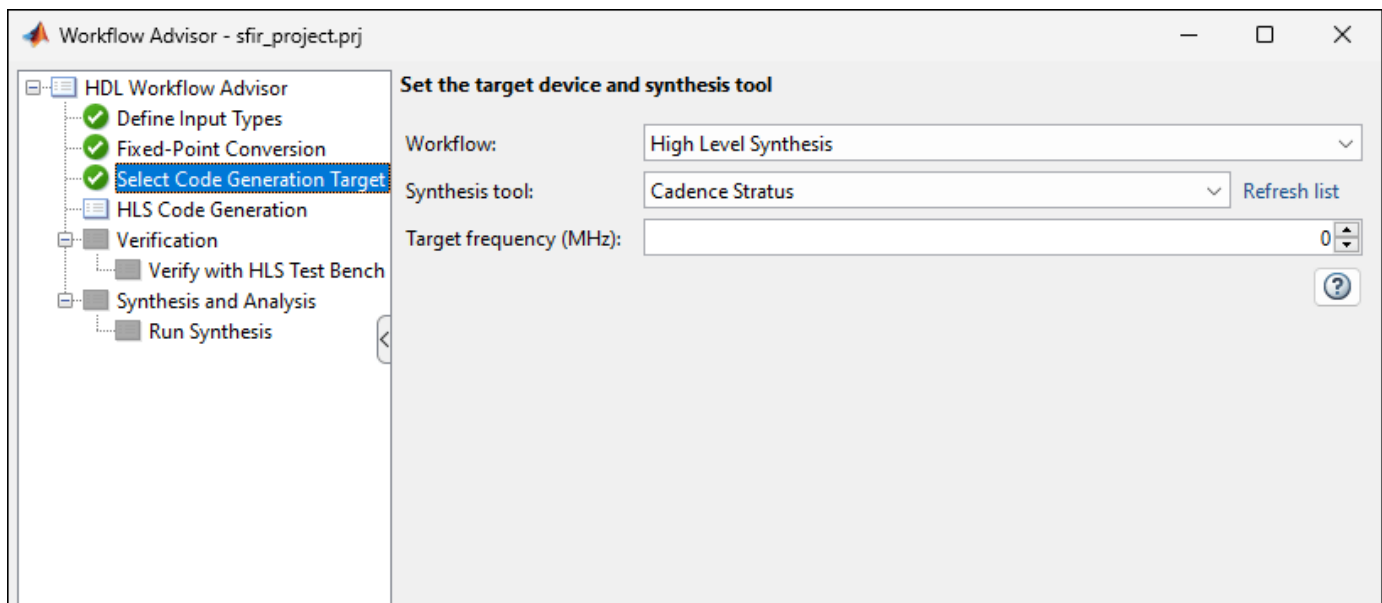 Workflow Advisor - sfir_project.prj
HDL Workflow Advisor
Define Input Types
Fixed-Point Conversion
Select Code Generation Target
HLS Code Generation
Verification
Verify with HLS Test Bench
Synthesis and Analysis
Run Synthesis
Set the target device and synthesis tool
Workflow: High Level Synthesis
Synthesis tool: Cadence Stratus Refresh list
Target frequency (MHz): 0